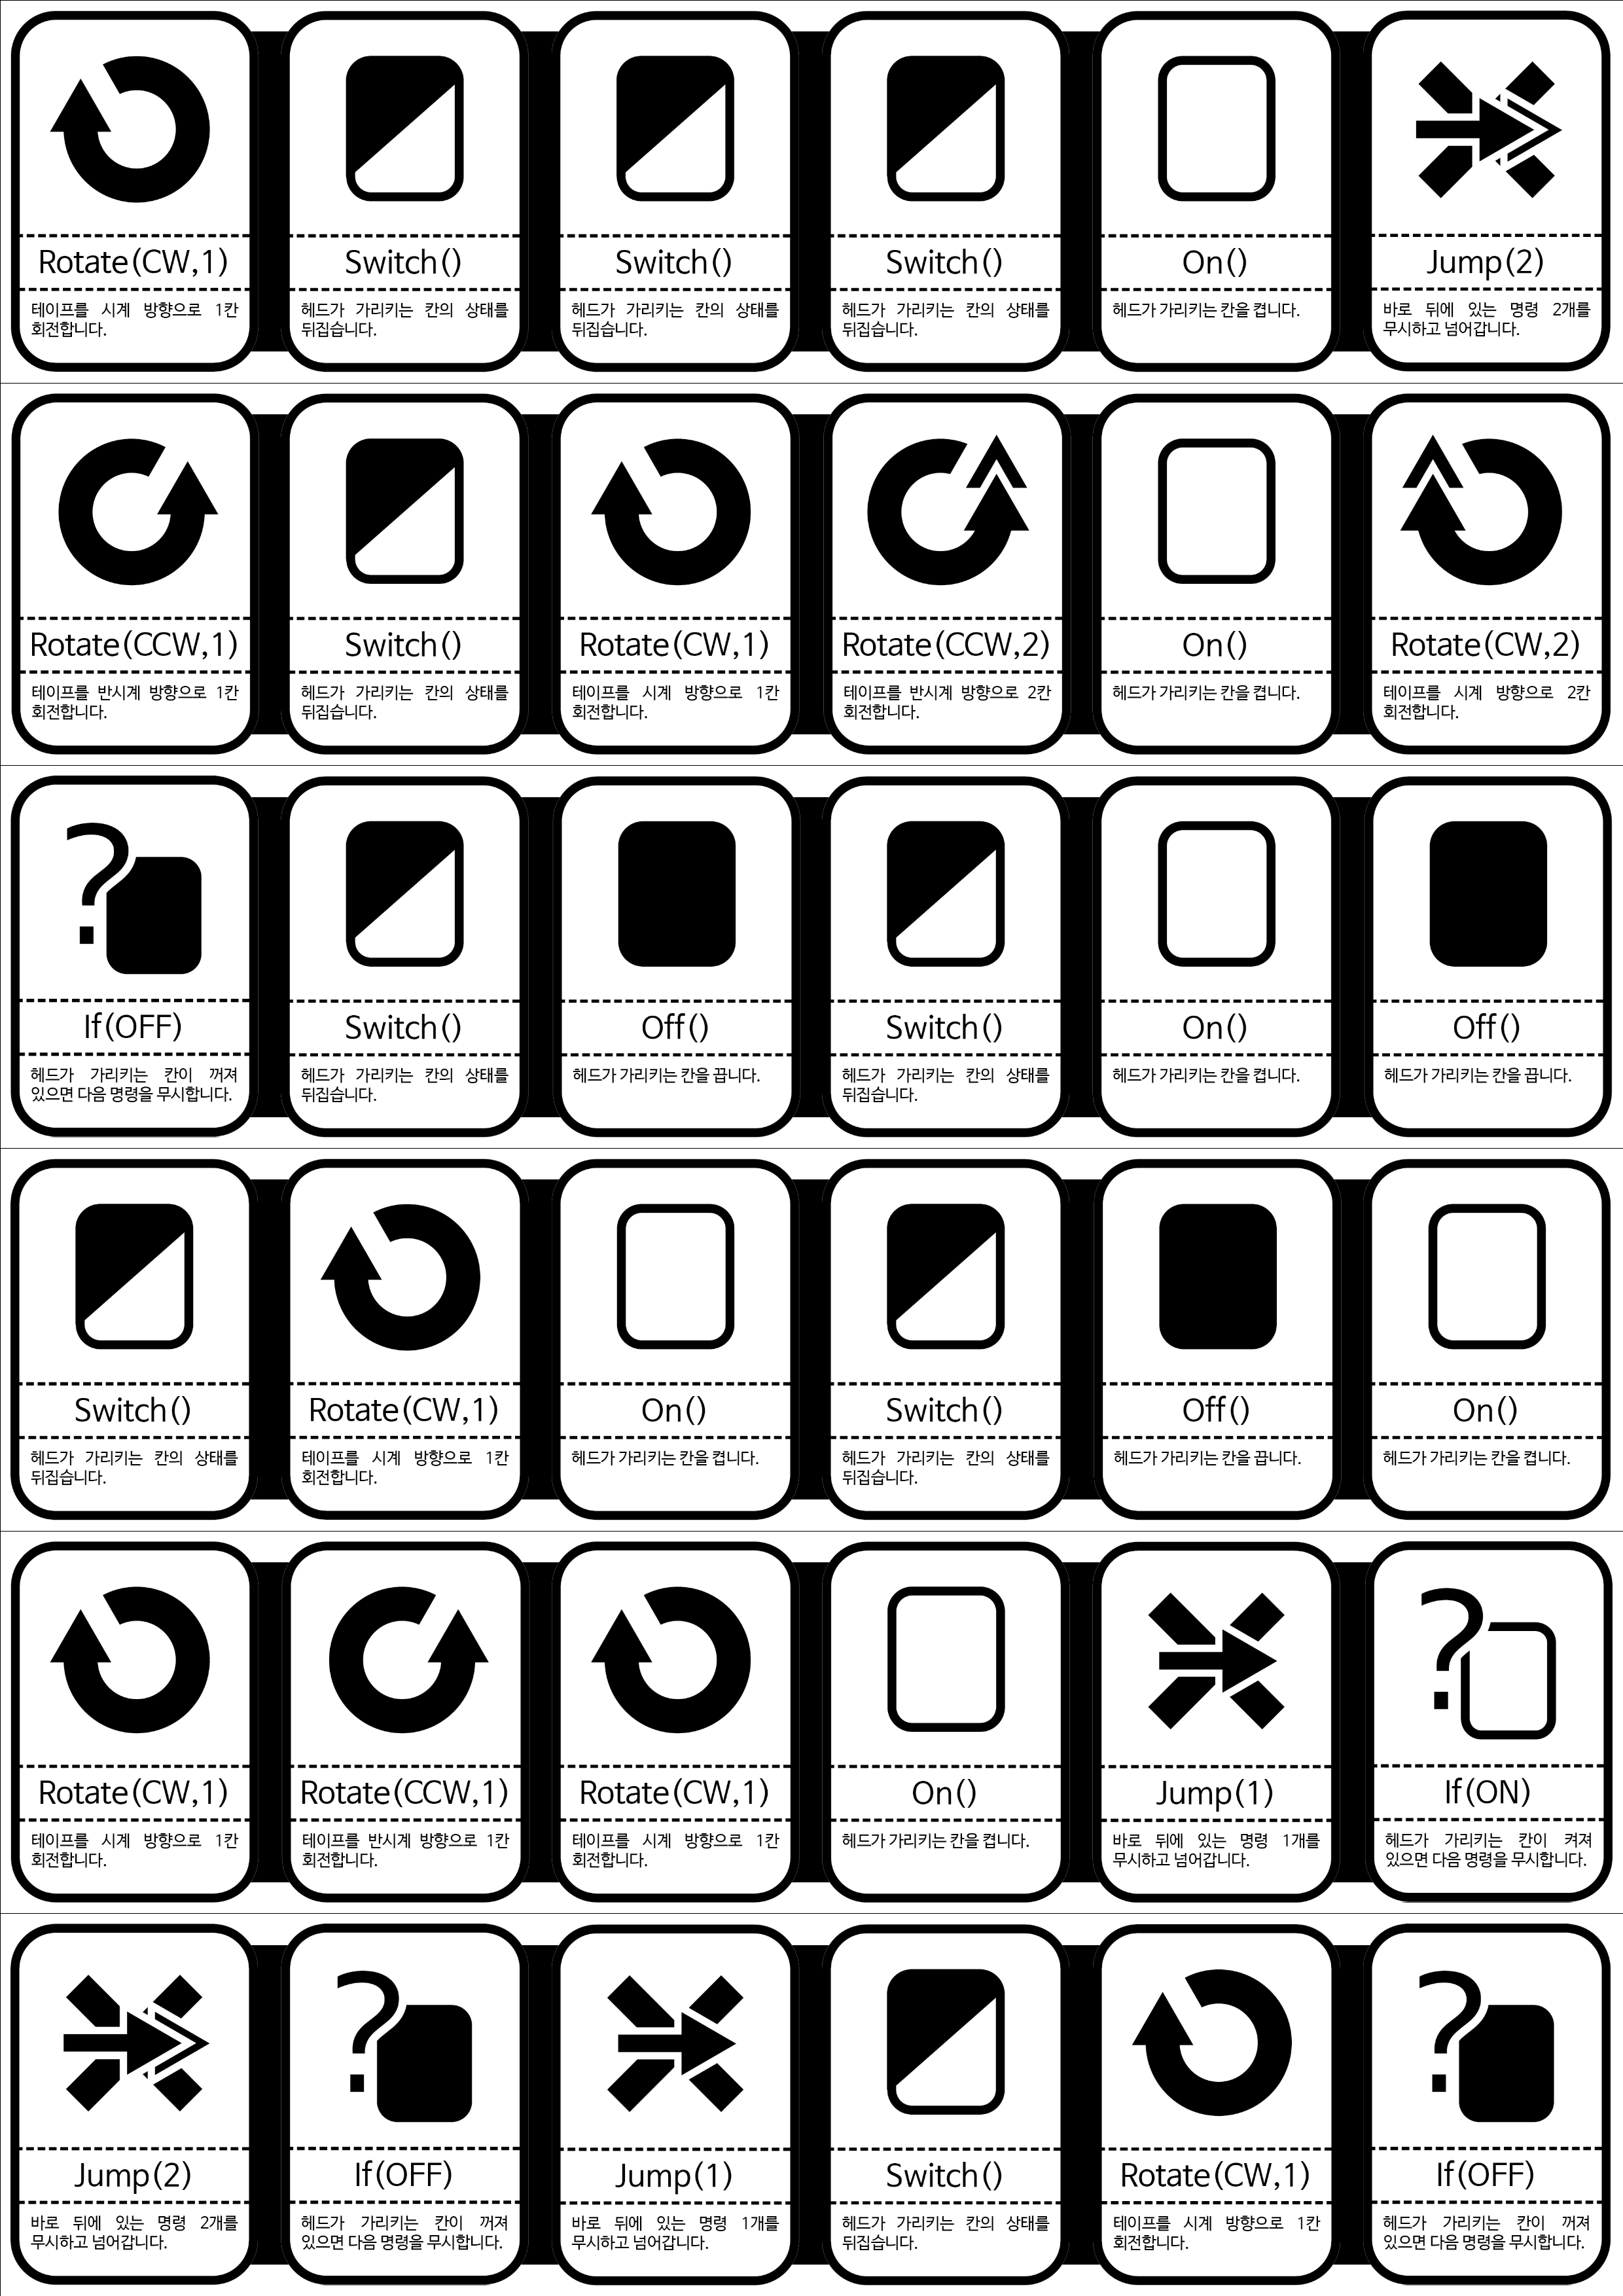 Rotate(CW,1)
테이프를 시계 방향으로 1칸
회전합니다.
Switch()
헤드가 가리키는 칸의 상태를
뒤집습니다.
Switch()
헤드가 가리키는 칸의 상태를
뒤집습니다.
Switch()
헤드가 가리키는 칸의 상태를
뒤집습니다.
On()
헤드가 가리키는 칸을 켭니다.
Jump(2)
바로 뒤에 있는 명령 2개를
무시하고 넘어갑니다.
Rotate(CCW,1)
테이프를 반시계 방향으로 1칸
회전합니다.
Switch()
헤드가 가리키는 칸의 상태를
뒤집습니다.
Rotate(CW,1)
테이프를 시계 방향으로 1칸
회전합니다.
Rotate(CCW,2)
테이프를 반시계 방향으로 2칸
회전합니다.
On()
헤드가 가리키는 칸을 켭니다.
Rotate(CW,2)
테이프를 시계 방향으로 2칸
회전합니다.
?
If(OFF)
헤드가 가리키는 칸이 꺼져
있으면 다음 명령을 무시합니다.
Switch()
헤드가 가리키는 칸의 상태를
뒤집습니다.
Off()
헤드가 가리키는 칸을 끕니다.
Switch()
헤드가 가리키는 칸의 상태를
뒤집습니다.
On()
헤드가 가리키는 칸을 켭니다.
Off()
헤드가 가리키는 칸을 끕니다.
Switch()
헤드가 가리키는 칸의 상태를
뒤집습니다.
Rotate(CW,1)
테이프를 시계 방향으로 1칸
회전합니다.
On()
헤드가 가리키는 칸을 켭니다.
Switch()
헤드가 가리키는 칸의 상태를
뒤집습니다.
Off()
헤드가 가리키는 칸을 끕니다.
On()
헤드가 가리키는 칸을 켭니다.
Rotate(CW,1)
테이프를 시계 방향으로 1칸
회전합니다.
Rotate(CCW,1)
테이프를 반시계 방향으로 1칸
회전합니다.
Rotate(CW,1)
테이프를 시계 방향으로 1칸
회전합니다.
On()
헤드가 가리키는 칸을 켭니다.
Jump(1)
바로 뒤에 있는 명령 1개를
무시하고 넘어갑니다.
?
If(ON)
헤드가 가리키는 칸이 켜져
있으면 다음 명령을 무시합니다.
Jump(2)
바로 뒤에 있는 명령 2개를
무시하고 넘어갑니다.
?
If(OFF)
헤드가 가리키는 칸이 꺼져
있으면 다음 명령을 무시합니다.
Jump(1)
바로 뒤에 있는 명령 1개를
무시하고 넘어갑니다.
Switch()
헤드가 가리키는 칸의 상태를
뒤집습니다.
Rotate(CW,1)
테이프를 시계 방향으로 1칸
회전합니다.
?
If(OFF)
헤드가 가리키는 칸이 꺼져
있으면 다음 명령을 무시합니다.